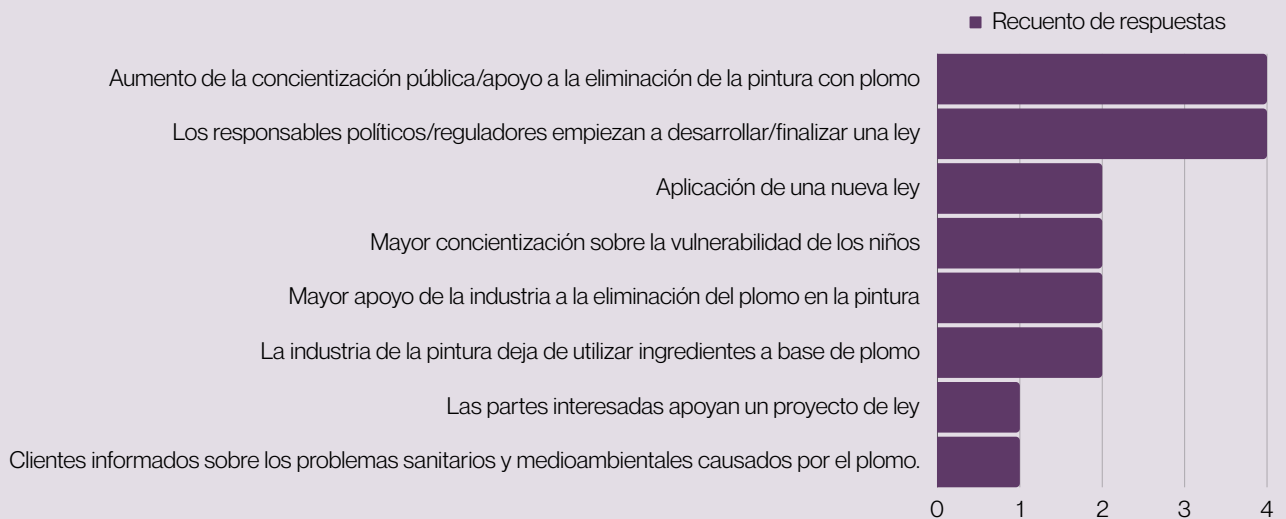 Recuento de respuestas
Aumento de la concientización pública/apoyo a la eliminación de la pintura con plomo
Los responsables políticos/reguladores empiezan a desarrollar/finalizar una ley
Aplicación de una nueva ley
Mayor concientización sobre la vulnerabilidad de los niños
Mayor apoyo de la industria a la eliminación del plomo en la pintura
La industria de la pintura deja de utilizar ingredientes a base de plomo
Las partes interesadas apoyan un proyecto de ley
Clientes informados sobre los problemas sanitarios y medioambientales causados por el plomo.
0 1 2 3 4